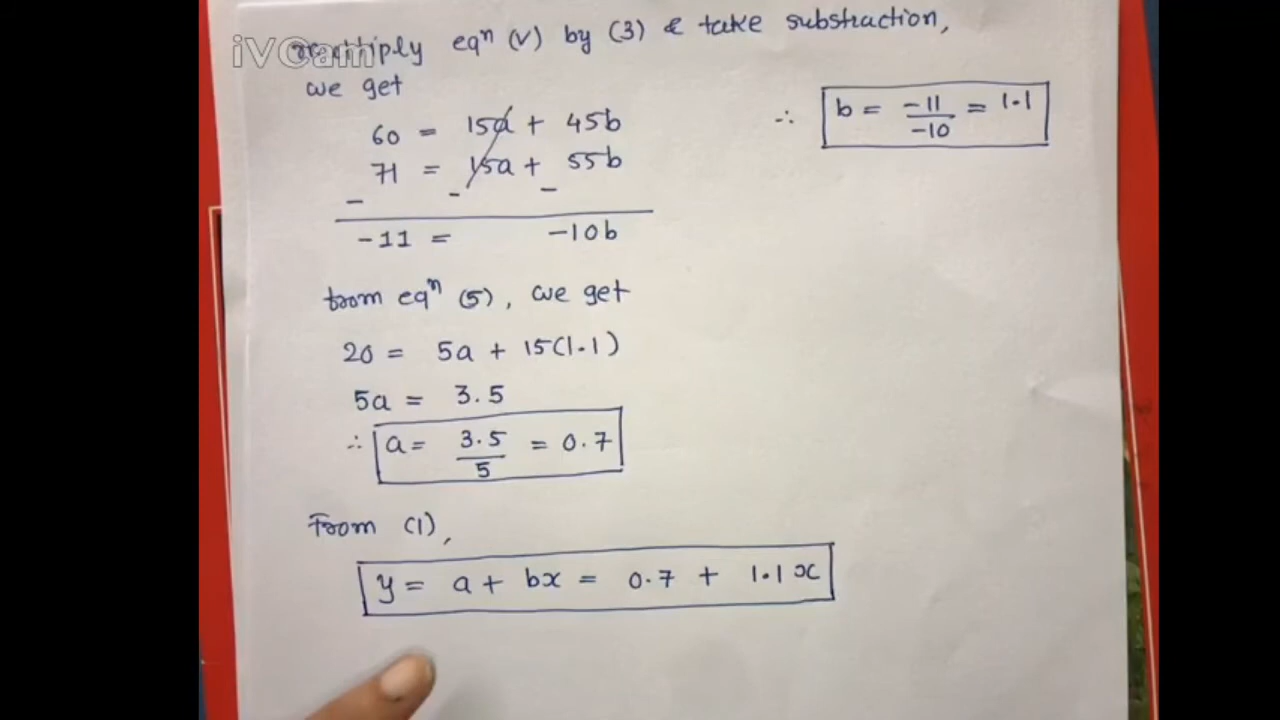 iVCam
multiply eqⁿ (v) by (3) & take substraction,
we get
60 = 15a + 45b
71 = 15a + 55b
- - -
-11 = -10b
∴ b = -11/-10 = 1.1
from eqⁿ (5), we get
20 = 5a + 15(1.1)
5a = 3.5
∴ a = 3.5/5 = 0.7
From (1),
y = a + bx = 0.7 + 1.1x